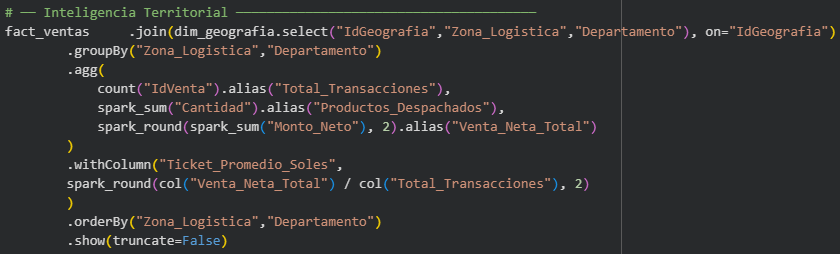 # ── Inteligencia Territorial ──────────────────────────────────────
fact_ventas     .join(dim_geografia.select("IdGeografia","Zona_Logistica","Departamento"), on="IdGeografia")
        .groupBy("Zona_Logistica","Departamento")
        .agg(
            count("IdVenta").alias("Total_Transacciones"),
            spark_sum("Cantidad").alias("Productos_Despachados"),
            spark_round(spark_sum("Monto_Neto"), 2).alias("Venta_Neta_Total")
        )
        .withColumn("Ticket_Promedio_Soles",
        spark_round(col("Venta_Neta_Total") / col("Total_Transacciones"), 2)
        )
        .orderBy("Zona_Logistica","Departamento")
        .show(truncate=False)